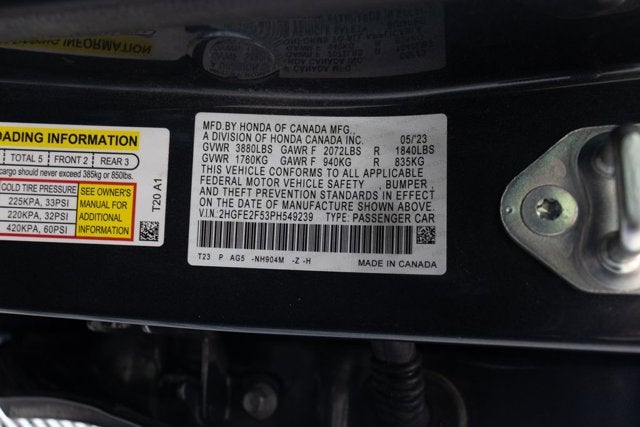 OADING INFORMATION
TOTAL 5 FRONT 2 REAR 3
cargo should never exceed 385kg or 850lbs.
COLD TIRE PRESSURE
225KPA, 33PSI
220KPA, 32PSI
420KPA, 60PSI
SEE OWNER'S
MANUAL FOR
ADDITIONAL
INFORMATION
T20 A1
MFD.BY HONDA OF CANADA MFG.,
A DIVISION OF HONDA CANADA INC. 05/'23
GVWR 3880LBS GAWR F 2072LBS R 1840LBS
GVWR 1760KG GAWR F 940KG R 835KG
THIS VEHICLE CONFORMS TO ALL APPLICABLE
FEDERAL MOTOR VEHICLE SAFETY , BUMPER ,
AND THEFT PREVENTION STANDARDS IN EFFECT
ON THE DATE OF MANUFACTURE SHOWN ABOVE.
V.I.N: 2HGFE2F53PH549239 TYPE: PASSENGER CAR
T23 P AG5 -NH904M -Z -H
MADE IN CANADA